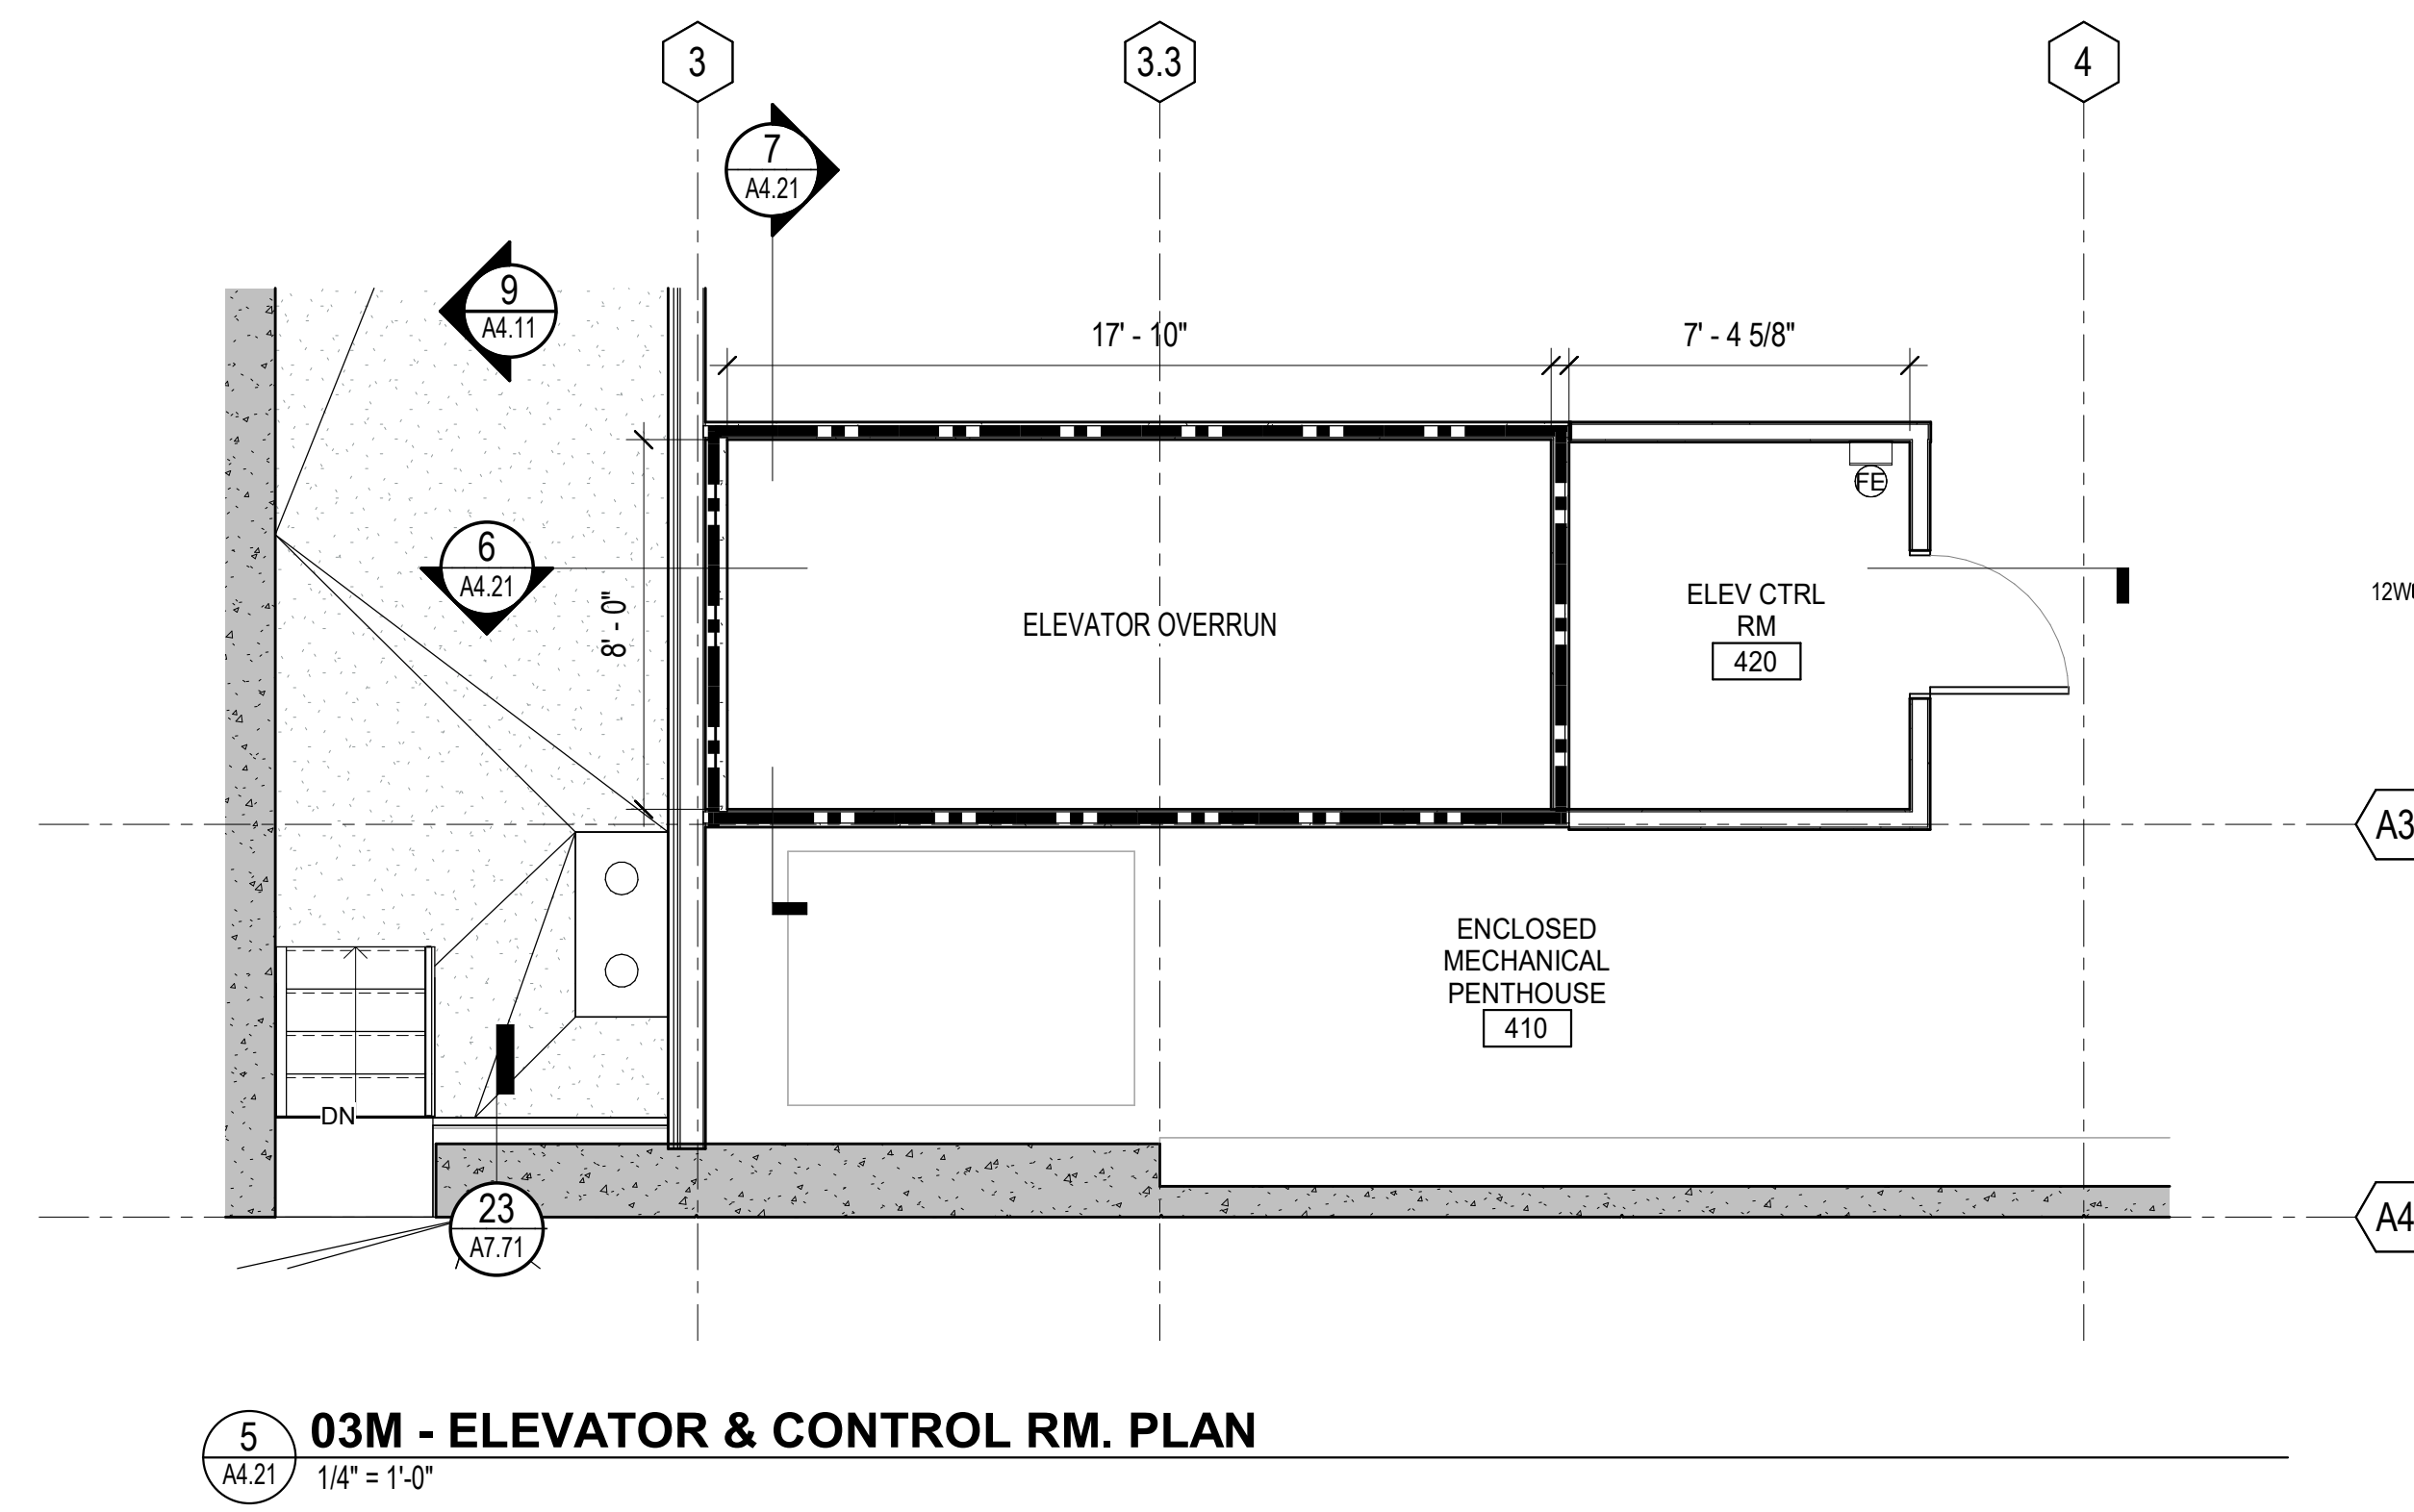 3
3.3
4
7
A4.21
9
A4.11
17' - 10"
7' - 4 5/8"
FE
6
A4.21
8' - 0"
ELEVATOR OVERRUN
ELEV CTRL
RM
420
A3
ENCLOSED
MECHANICAL
PENTHOUSE
410
DN
23
A7.71
A4
5
A4.21
03M - ELEVATOR & CONTROL RM. PLAN
1/4" = 1'-0"